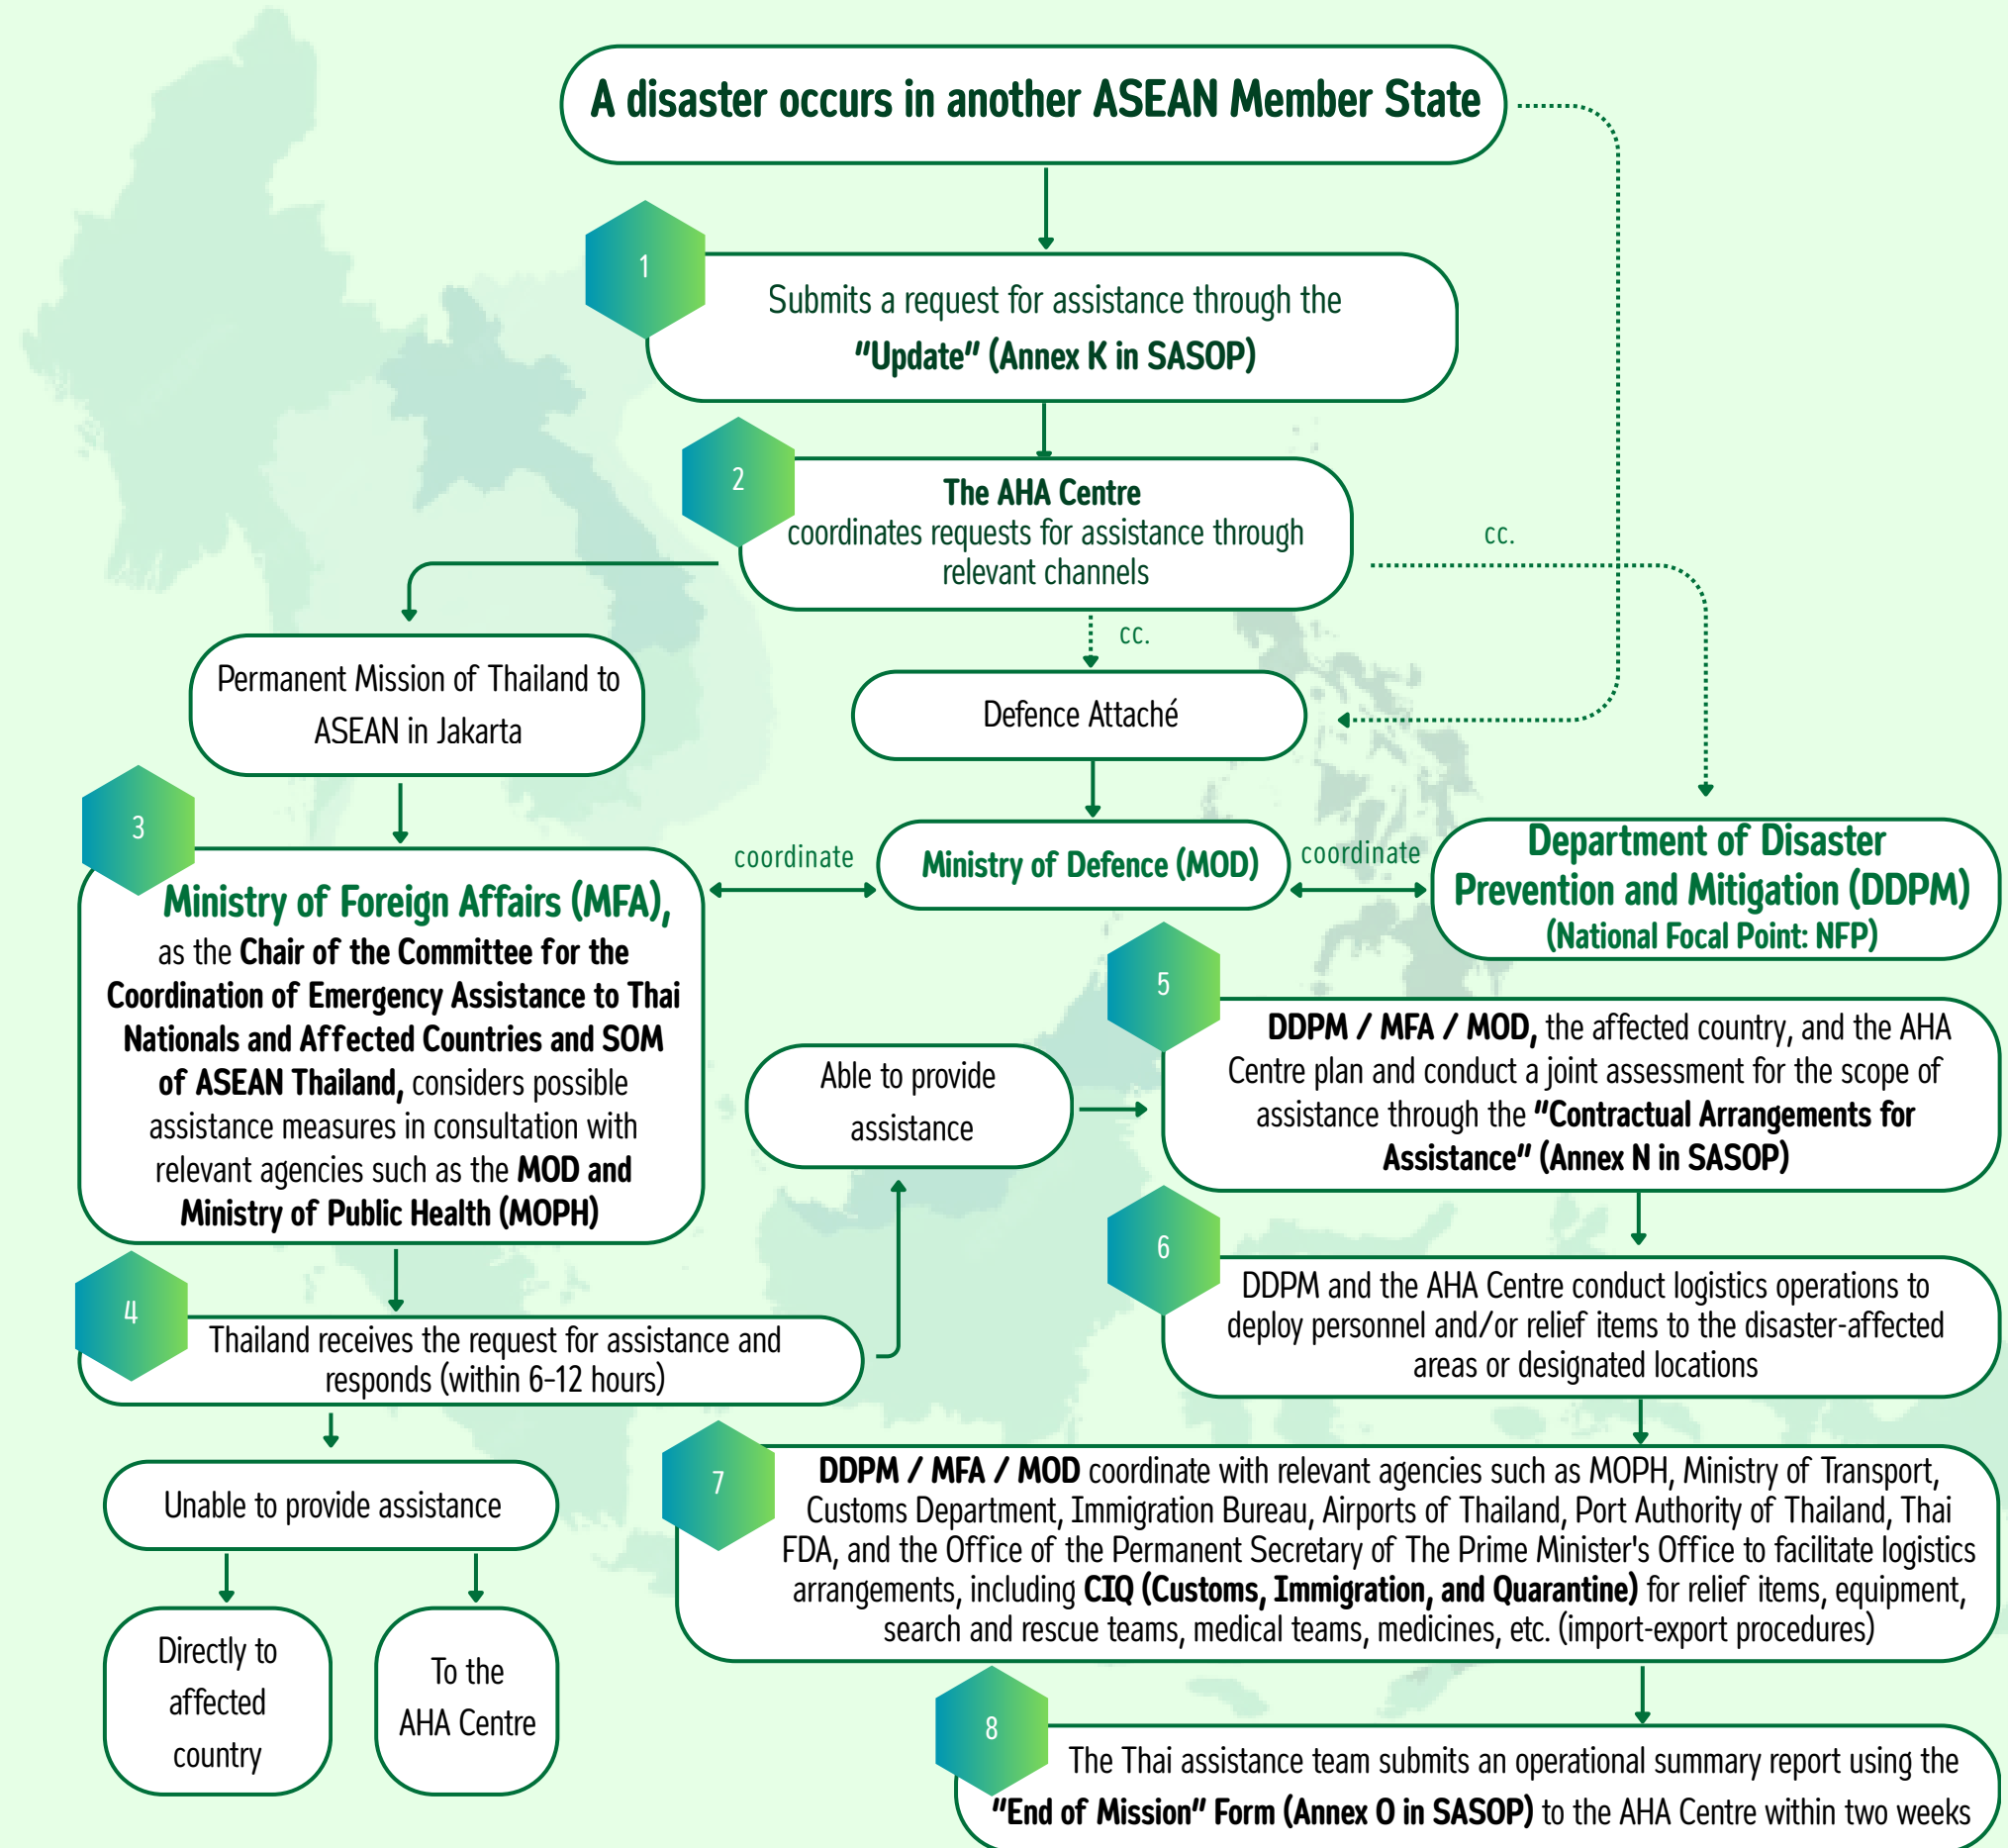 A disaster occurs in another ASEAN Member State
1
Submits a request for assistance through the
"Update" (Annex K in SASOP)
2
The AHA Centre
coordinates requests for assistance through
relevant channels
cc.
cc.
Permanent Mission of Thailand to
ASEAN in Jakarta
Defence Attaché
3
Ministry of Foreign Affairs (MFA),
as the Chair of the Committee for the
Coordination of Emergency Assistance to Thai
Nationals and Affected Countries and SOM
of ASEAN Thailand, considers possible
assistance measures in consultation with
relevant agencies such as the MOD and
Ministry of Public Health (MOPH)
coordinate
Ministry of Defence (MOD)
coordinate
Department of Disaster
Prevention and Mitigation (DDPM)
(National Focal Point: NFP)
4
Thailand receives the request for assistance and
responds (within 6-12 hours)
Able to provide
assistance
5
DDPM / MFA / MOD, the affected country, and the AHA
Centre plan and conduct a joint assessment for the scope of
assistance through the "Contractual Arrangements for
Assistance" (Annex N in SASOP)
6
DDPM and the AHA Centre conduct logistics operations to
deploy personnel and/or relief items to the disaster-affected
areas or designated locations
Unable to provide assistance
Directly to
affected
country
To the
AHA Centre
7
DDPM / MFA / MOD coordinate with relevant agencies such as MOPH, Ministry of Transport,
Customs Department, Immigration Bureau, Airports of Thailand, Port Authority of Thailand, Thai
FDA, and the Office of the Permanent Secretary of The Prime Minister's Office to facilitate logistics
arrangements, including CIQ (Customs, Immigration, and Quarantine) for relief items, equipment,
search and rescue teams, medical teams, medicines, etc. (import-export procedures)
8
The Thai assistance team submits an operational summary report using the
"End of Mission" Form (Annex O in SASOP) to the AHA Centre within two weeks